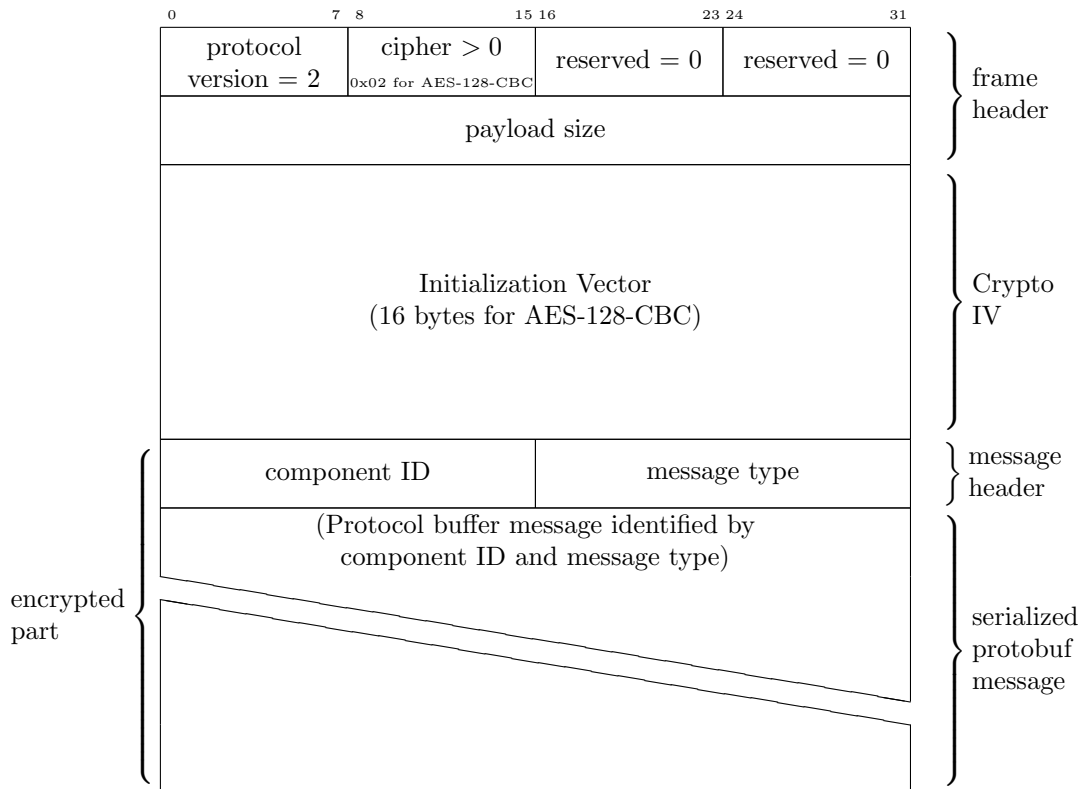 0 7 8 15 16 23 24 31
protocol
version = 2
cipher > 0
0x02 for AES-128-CBC
reserved = 0
reserved = 0
frame
header
payload size
Initialization Vector
(16 bytes for AES-128-CBC)
Crypto
IV
component ID
message type
message
header
(Protocol buffer message identified by
component ID and message type)
encrypted
part
serialized
protobuf
message